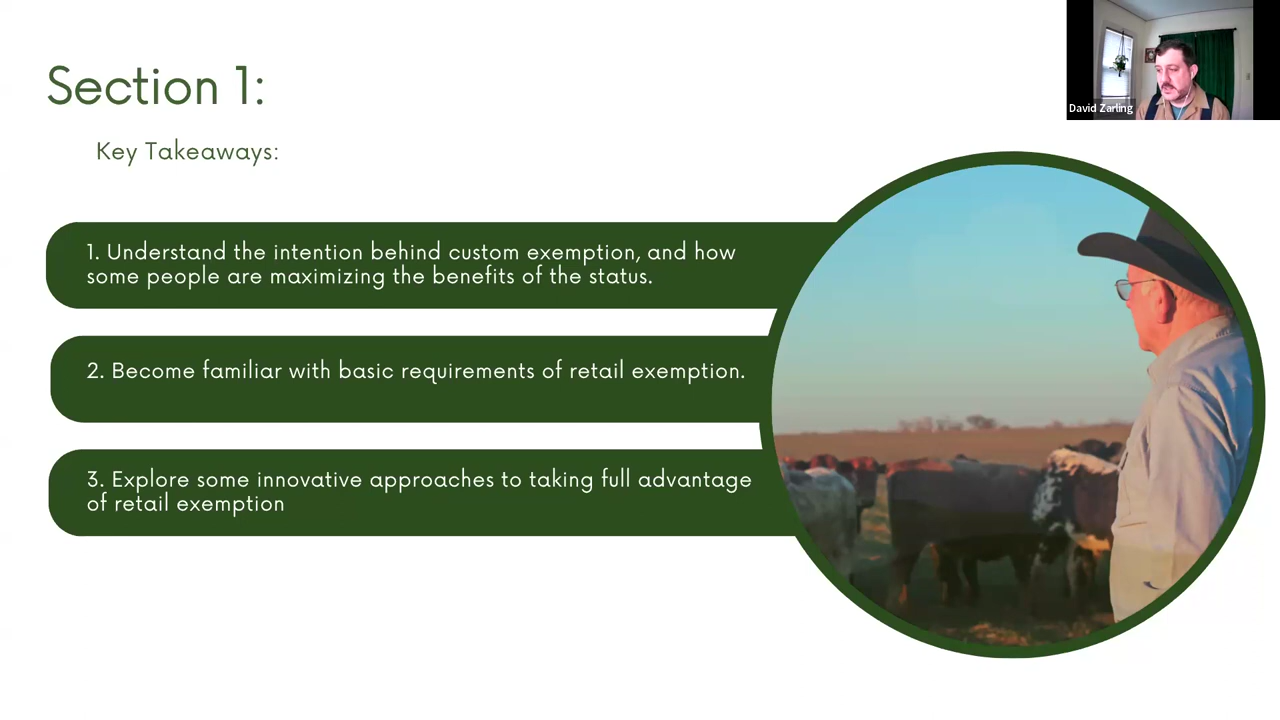 Section 1:
Key Takeaways:
1. Understand the intention behind custom exemption, and how
some people are maximizing the benefits of the status.
2. Become familiar with basic requirements of retail exemption.
3. Explore some innovative approaches to taking full advantage
of retail exemption
David Zarling